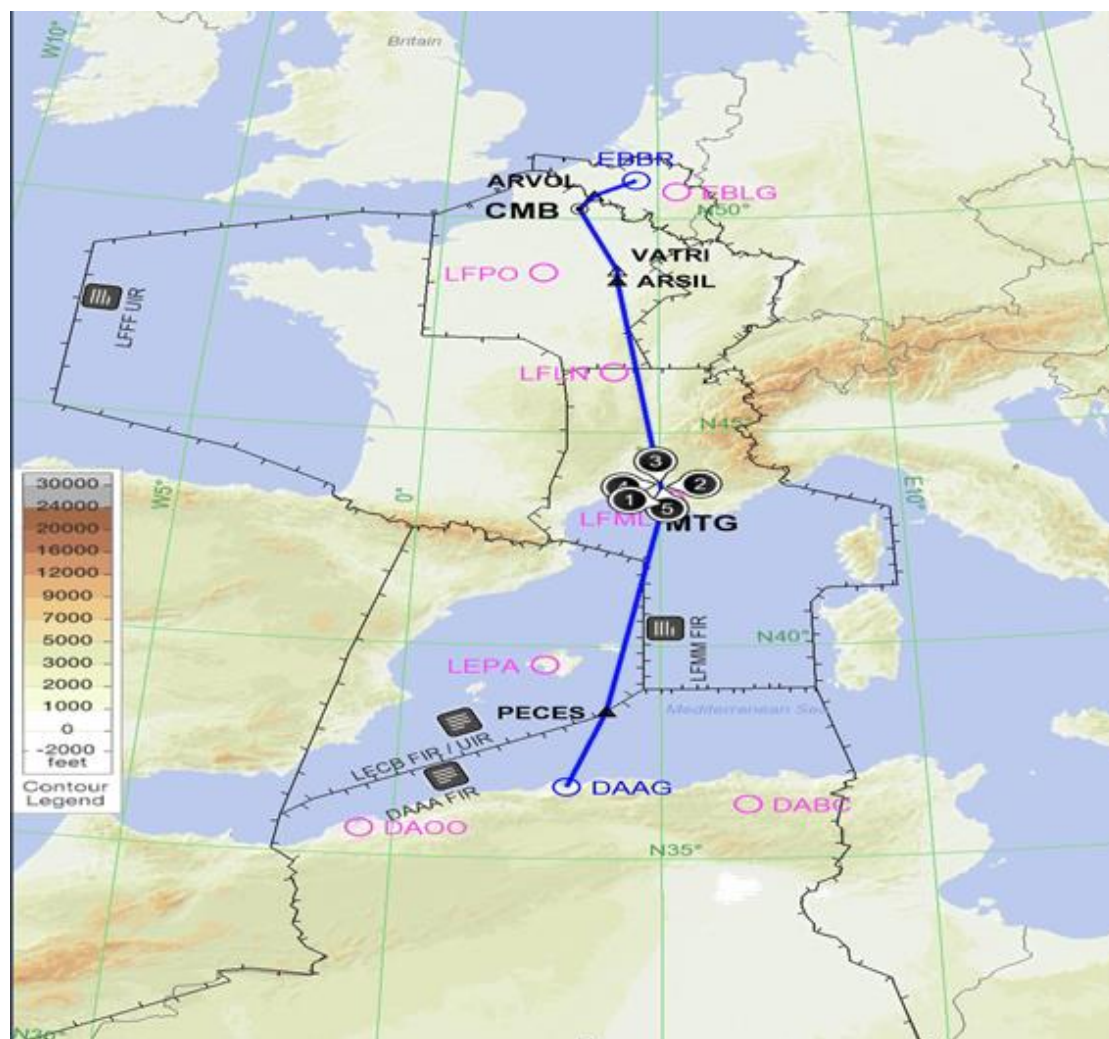 W10°
Britain
EBBR
ARVOL
EBLG
CMB
N50°
VATRI
LFPO
ARSIL
LFFF UIR
LFLN
N45°
3
4
2
1
5
LFML
MTG
W5°
0°
E10°
30000
24000
20000
16000
12000
9000
7000
5000
3000
2000
1000
0
-2000
feet
Contour
Legend
N40°
LFMM FIR
LEPA
PECES
Mediterranean Sea
LECB FIR / UIR
DAAA FIR
DAAG
DABC
DAOO
N35°
N30°